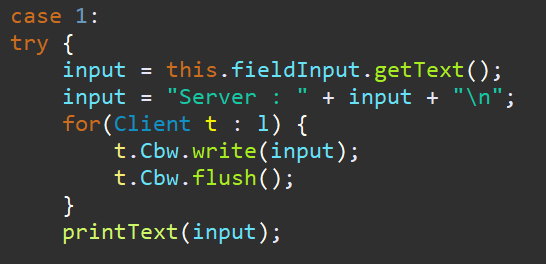 case 1:
try {
input = this.fieldInput.getText();
input = "Server : " + input + "\n";
for(Client t : l) {
t.Cbw.write(input);
t.Cbw.flush();
}
printText(input);